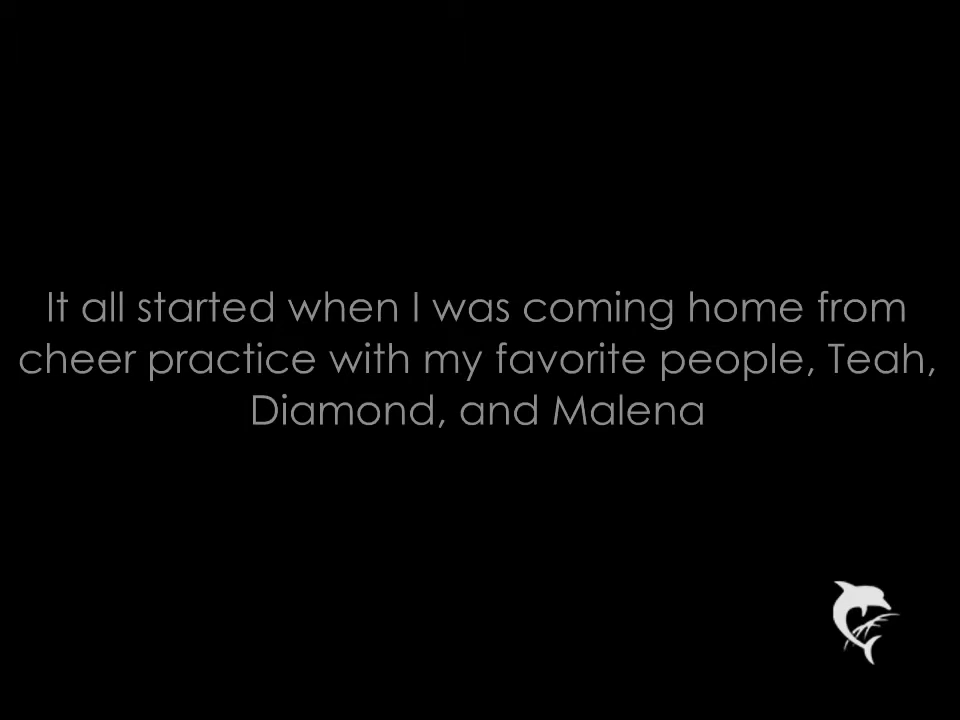 It all started when I was coming home from
cheer practice with my favorite people, Teah,
Diamond, and Malena